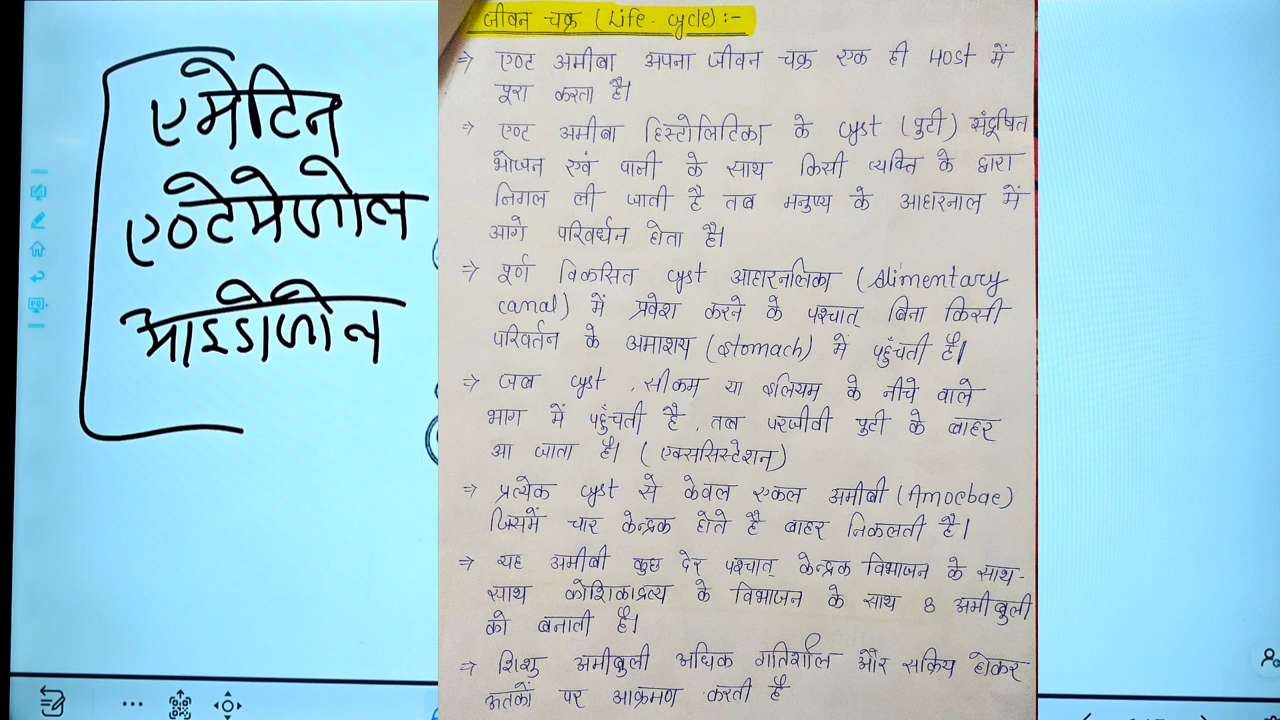 एमेटिन
एण्टेमेजोल
आइडोजोल
जीवन चक्र (Life-cycle):-
⇒ एण्ट अमीबा अपना जीवन चक्र एक ही Host में
पूरा करता है।
⇒ एण्ट अमीबा हिस्टोलिटिका के cyst (पुटी) संदूषित
भोजन एवं पानी के साथ किसी व्यक्ति के द्वारा
निगल ली जाती है तब मनुष्य के आहारनाल में
आगे परिवर्धन होता है।
⇒ पूर्ण विकसित cyst आहारनलिका (Alimentary
canal) में प्रवेश करने के पश्चात् बिना किसी
परिवर्तन के अमाशय (Stomach) में पहुँचती है।
⇒ जब cyst, सीकम या इलियम के नीचे वाले
भाग में पहुँचती है, तब परजीवी पुटी के बाहर
आ जाता है। (एक्ससिस्टेशन)
⇒ प्रत्येक cyst से केवल एकल अमीबी (Amoebae)
जिसमें चार केन्द्रक होते है बाहर निकलती है।
⇒ यह अमीबी कुछ देर पश्चात् केन्द्रक विभाजन के साथ-
साथ कोशिकाद्रव्य के विभाजन के साथ 8 अमीबुली
को बनाती है।
⇒ शिशु अमीबुली अधिक गतिशील और सक्रिय होकर
ऊतकों पर आक्रमण करती है